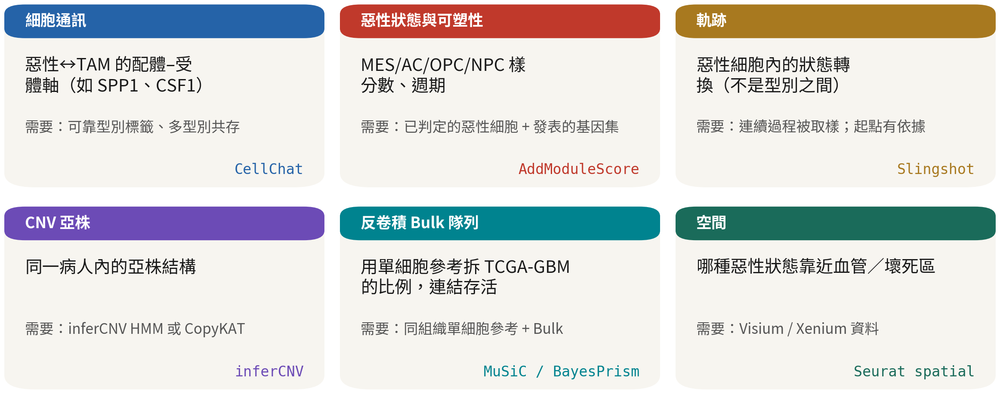 細胞通訊
惡性↔TAM 的配體–受
體軸（如 SPP1、CSF1）
需要：可靠型別標籤、多型別共存
CellChat
惡性狀態與可塑性
MES/AC/OPC/NPC 樣
分數、週期
需要：已判定的惡性細胞 + 發表的基因集
AddModuleScore
軌跡
惡性細胞內的狀態轉
換（不是型別之間）
需要：連續過程被取樣；起點有依據
Slingshot
CNV 亞株
同一病人內的亞株結構
需要：inferCNV HMM 或 CopyKAT
inferCNV
反卷積 Bulk 隊列
用單細胞參考拆 TCGA-GBM
的比例，連結存活
需要：同組織單細胞參考 + Bulk
MuSiC / BayesPrism
空間
哪種惡性狀態靠近血管／壞死區
需要：Visium / Xenium 資料
Seurat spatial